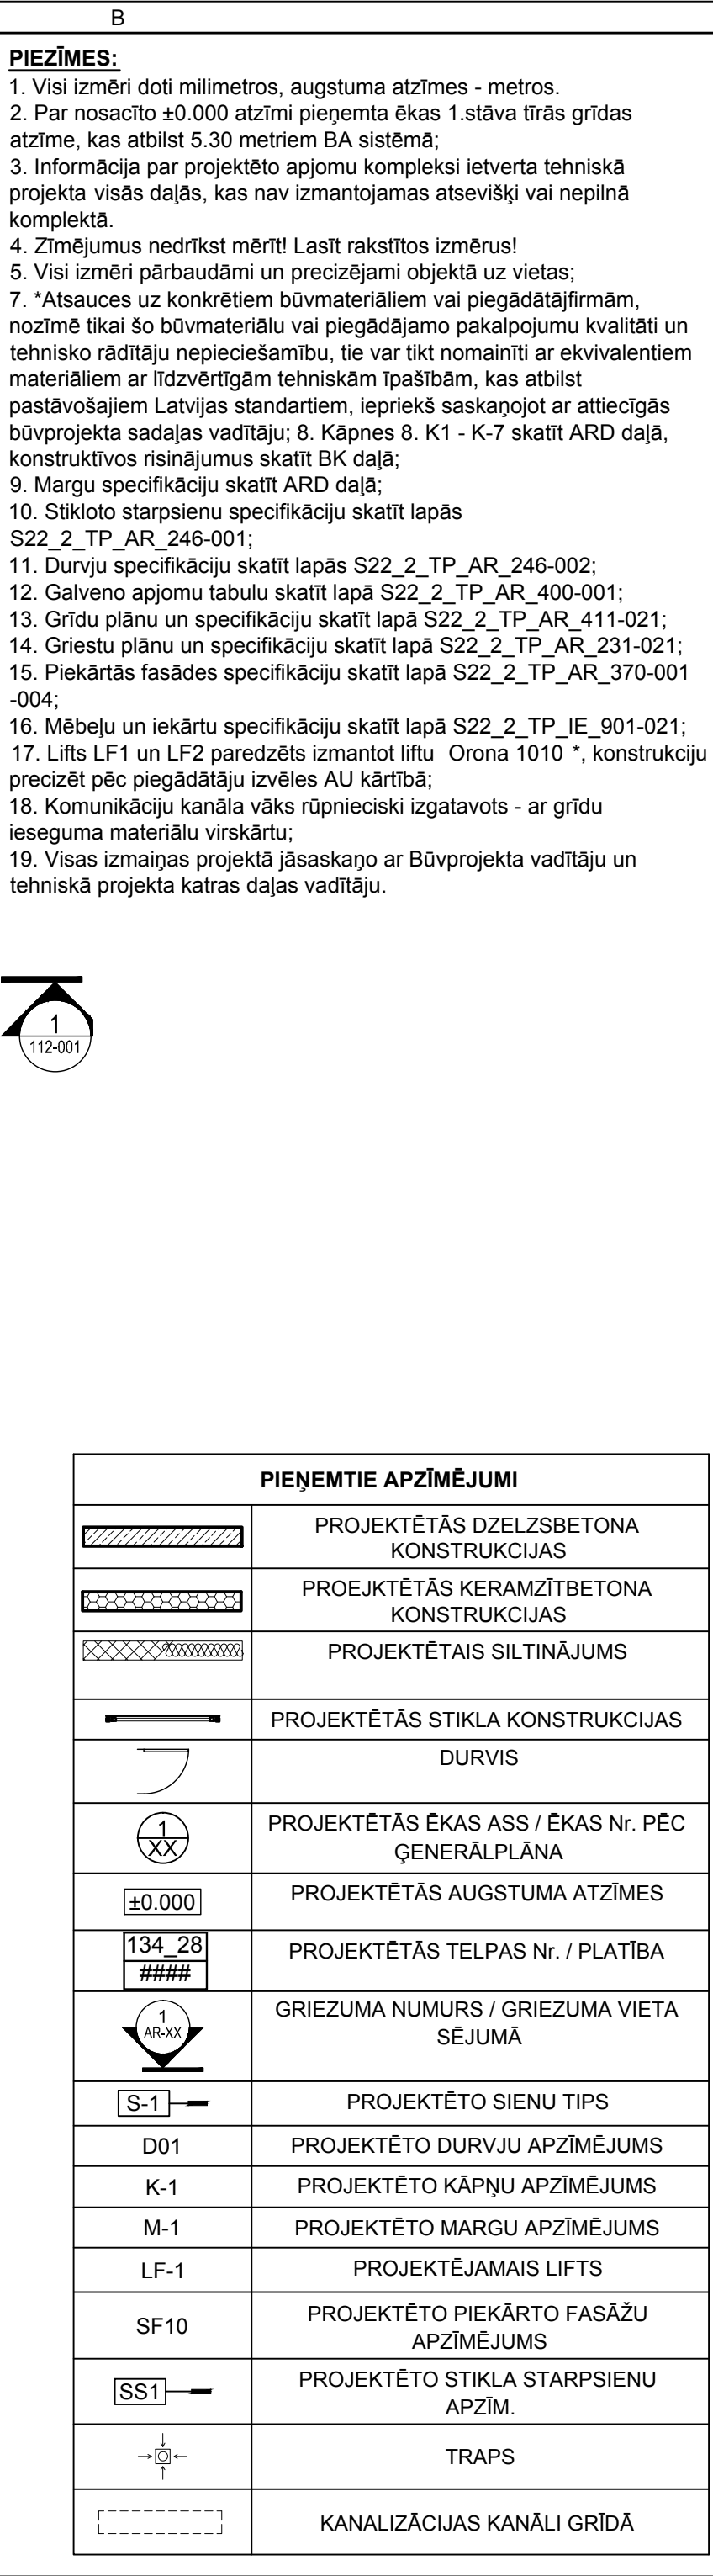 B
PIEZĪMES:
1. Visi izmēri doti milimetros, augstuma atzīmes - metros.
2. Par nosacīto ±0.000 atzīmi pieņemta ēkas 1.stāva tīrās grīdas
atzīme, kas atbilst 5.30 metriem BA sistēmā;
3. Informācija par projektēto apjomu kompleksi ietverta tehniskā
projekta visās daļās, kas nav izmantojamas atsevišķi vai nepilnā
komplektā.
4. Zīmējumus nedrīkst mērīt! Lasīt rakstītos izmērus!
5. Visi izmēri pārbaudāmi un precizējami objektā uz vietas;
7. *Atsauces uz konkrētiem būvmateriāliem vai piegādātājfirmām,
nozīmē tikai šo būvmateriālu vai piegādājamo pakalpojumu kvalitāti un
tehnisko rādītāju nepieciešamību, tie var tikt nomainīti ar ekvivalentiem
materiāliem ar līdzvērtīgām tehniskām īpašībām, kas atbilst
pastāvošajiem Latvijas standartiem, iepriekš saskaņojot ar attiecīgās
būvprojekta sadaļas vadītāju; 8. Kāpnes 8. K1 - K-7 skatīt ARD daļā,
konstruktīvos risinājumus skatīt BK daļā;
9. Margu specifikāciju skatīt ARD daļā;
10. Stikloto starpsienu specifikāciju skatīt lapās
S22_2_TP_AR_246-001;
11. Durvju specifikāciju skatīt lapās S22_2_TP_AR_246-002;
12. Galveno apjomu tabulu skatīt lapā S22_2_TP_AR_400-001;
13. Grīdu plānu un specifikāciju skatīt lapā S22_2_TP_AR_411-021;
14. Griestu plānu un specifikāciju skatīt lapā S22_2_TP_AR_231-021;
15. Piekārtās fasādes specifikāciju skatīt lapā S22_2_TP_AR_370-001
-004;
16. Mēbeļu un iekārtu specifikāciju skatīt lapā S22_2_TP_IE_901-021;
17. Lifts LF1 un LF2 paredzēts izmantot liftu Orona 1010 *, konstrukciju
precizēt pēc piegādātāju izvēles AU kārtībā;
18. Komunikāciju kanāla vāks rūpnieciski izgatavots - ar grīdu
ieseguma materiālu virskārtu;
19. Visas izmaiņas projektā jāsaskaņo ar Būvprojekta vadītāju un
tehniskā projekta katras daļas vadītāju.
1
112-001
PIEŅEMTIE APZĪMĒJUMI
PROJEKTĒTĀS DZELZSBETONA
KONSTRUKCIJAS
PROEJKTĒTĀS KERAMZĪTBETONA
KONSTRUKCIJAS
PROJEKTĒTAIS SILTINĀJUMS
PROJEKTĒTĀS STIKLA KONSTRUKCIJAS
DURVIS
1
XX
PROJEKTĒTĀS ĒKAS ASS / ĒKAS Nr. PĒC
ĢENERĀLPLĀNA
±0.000
PROJEKTĒTĀS AUGSTUMA ATZĪMES
134_28
####
PROJEKTĒTĀS TELPAS Nr. / PLATĪBA
1
AR-XX
GRIEZUMA NUMURS / GRIEZUMA VIETA
SĒJUMĀ
S-1
PROJEKTĒTO SIENU TIPS
D01
PROJEKTĒTO DURVJU APZĪMĒJUMS
K-1
PROJEKTĒTO KĀPŅU APZĪMĒJUMS
M-1
PROJEKTĒTO MARGU APZĪMĒJUMS
LF-1
PROJEKTĒJAMAIS LIFTS
SF10
PROJEKTĒTO PIEKĀRTO FASĀŽU
APZĪMĒJUMS
SS1
PROJEKTĒTO STIKLA STARPSIENU
APZĪM.
TRAPS
KANALIZĀCIJAS KANĀLI GRĪDĀ